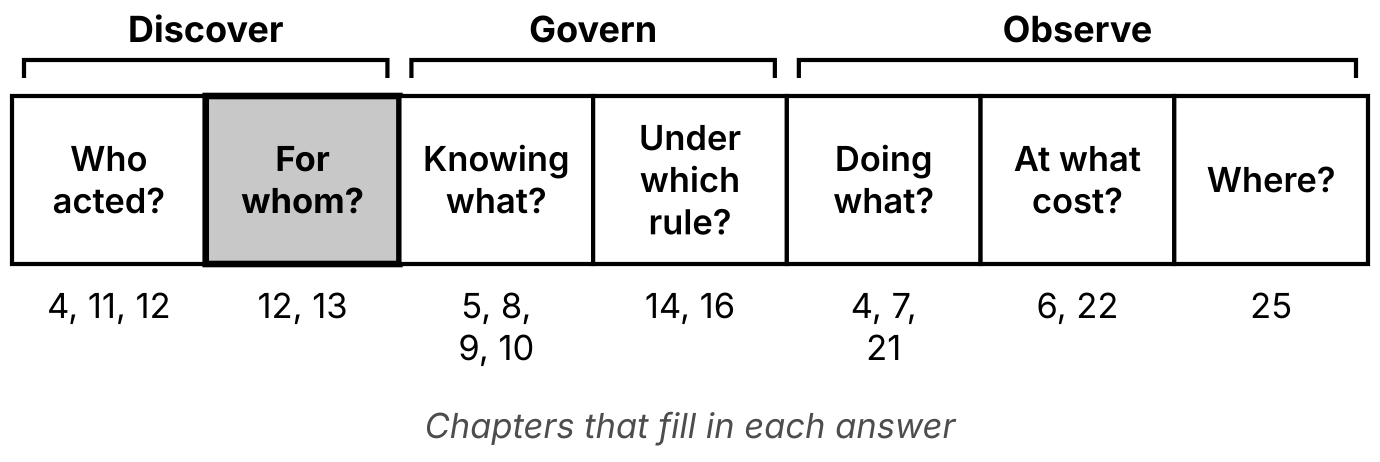 Discover
Govern
Observe
Who
acted?
For
whom?
Knowing
what?
Under
which
rule?
Doing
what?
At what
cost?
Where?
4, 11, 12
12, 13
5, 8,
9, 10
14, 16
4, 7,
21
6, 22
25
Chapters that fill in each answer